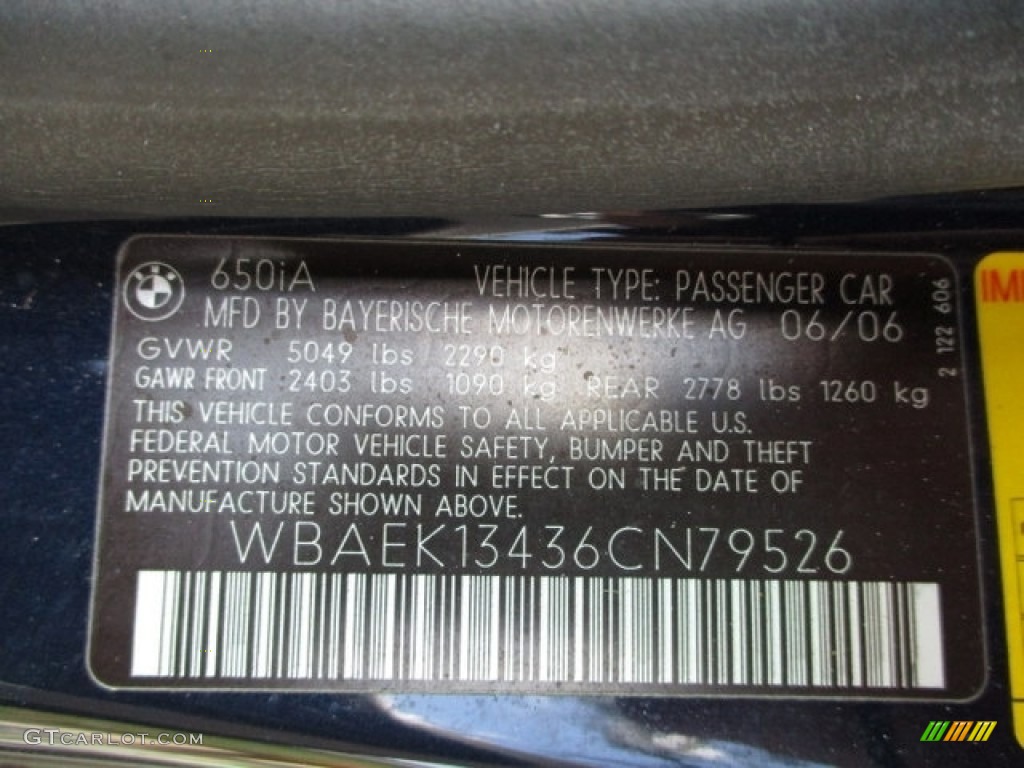 650iA VEHICLE TYPE: PASSENGER CAR
MFD BY BAYERISCHE MOTORENWERKE AG 06/06
GVWR 5049 lbs 2290 kg
GAWR FRONT 2403 lbs 1090 kg REAR 2778 lbs 1260 kg
THIS VEHICLE CONFORMS TO ALL APPLICABLE U.S.
FEDERAL MOTOR VEHICLE SAFETY, BUMPER AND THEFT
PREVENTION STANDARDS IN EFFECT ON THE DATE OF
MANUFACTURE SHOWN ABOVE.
WBAEK13436CN79526
2 122 606
GTCARLOT.COM